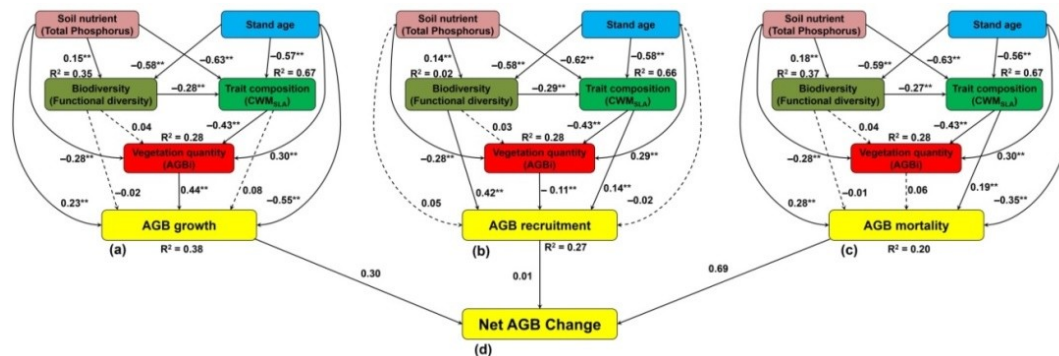 Soil nutrient
(Total Phosphorus)
Stand age
0.15**
−0.63**
−0.58**
−0.57**
R² = 0.35
R² = 0.67
Biodiversity
(Functional diversity)
−0.28**
Trait composition
(CWMSLA)
0.04
−0.43**
R² = 0.28
−0.28**
Vegetation quantity
(AGBi)
0.30**
−0.02
0.44**
0.08
0.23**
−0.55**
AGB growth
(a)
R² = 0.38
Soil nutrient
(Total Phosphorus)
Stand age
0.14**
−0.62**
−0.58**
−0.58**
R² = 0.02
R² = 0.66
Biodiversity
(Functional diversity)
−0.29**
Trait composition
(CWMSLA)
0.03
−0.43**
R² = 0.28
−0.28**
Vegetation quantity
(AGBi)
0.29**
0.42**
− 0.11**
0.14**
0.05
−0.02
AGB recruitment
(b)
R² = 0.27
Soil nutrient
(Total Phosphorus)
Stand age
0.18**
−0.63**
−0.59**
−0.56**
R² = 0.37
R² = 0.67
Biodiversity
(Functional diversity)
−0.27**
Trait composition
(CWMSLA)
0.04
−0.43**
R² = 0.28
−0.28**
Vegetation quantity
(AGBi)
0.30**
−0.01
0.06
0.19**
0.28**
−0.35**
AGB mortality
(c)
R² = 0.20
0.30
0.01
0.69
Net AGB Change
(d)